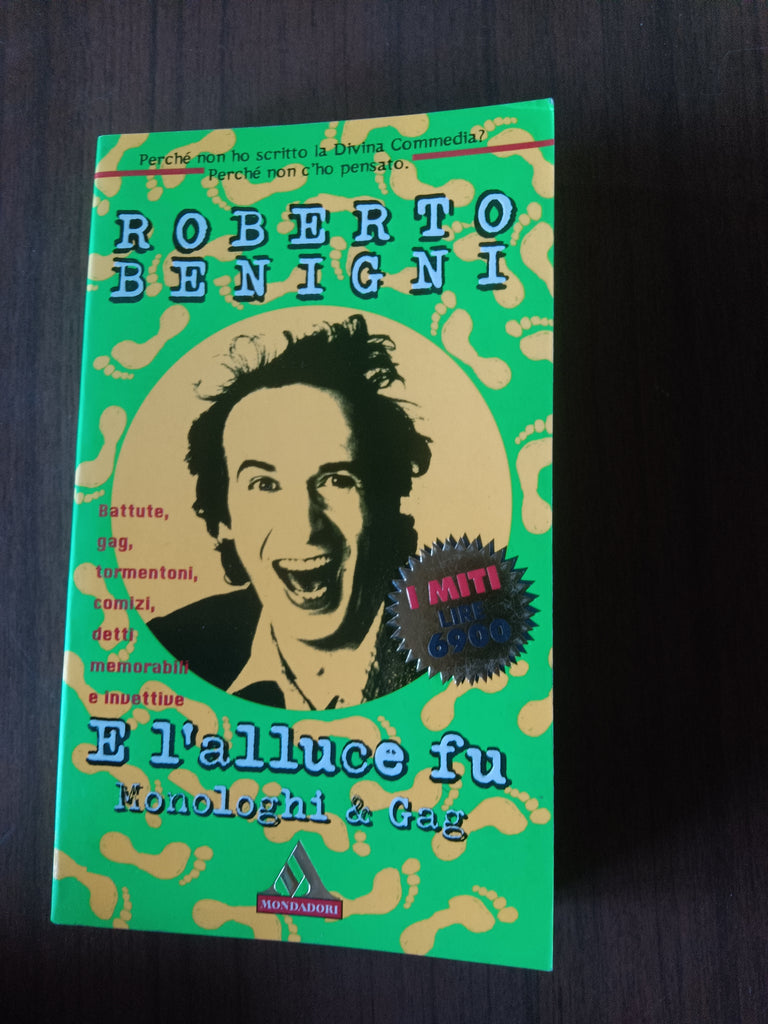 Perché non ho scritto la Divina Commedia?
Perché non c'ho pensato.
ROBERTO
BENIGNI
Battute,
gag,
tormentoni,
comizi,
detti
memorabili
e invettive
I MITI
LIRE
6900
E l'alluce fu
Monologhi & Gag
MONDADORI